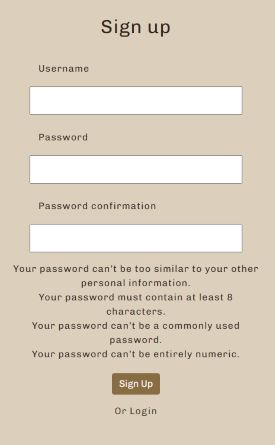 Sign up
Username
Password
Password confirmation
Your password can't be too similar to your other
personal information.
Your password must contain at least 8
characters.
Your password can't be a commonly used
password.
Your password can't be entirely numeric.
Sign Up
Or Login